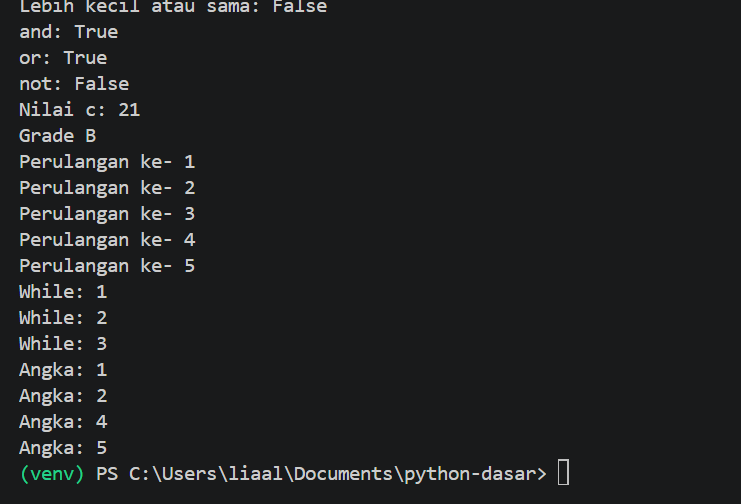 Lebih kecil atau sama: False
and: True
or: True
not: False
Nilai c: 21
Grade B
Perulangan ke- 1
Perulangan ke- 2
Perulangan ke- 3
Perulangan ke- 4
Perulangan ke- 5
While: 1
While: 2
While: 3
Angka: 1
Angka: 2
Angka: 4
Angka: 5
(venv) PS C:\Users\liaal\Documents\python-dasar>